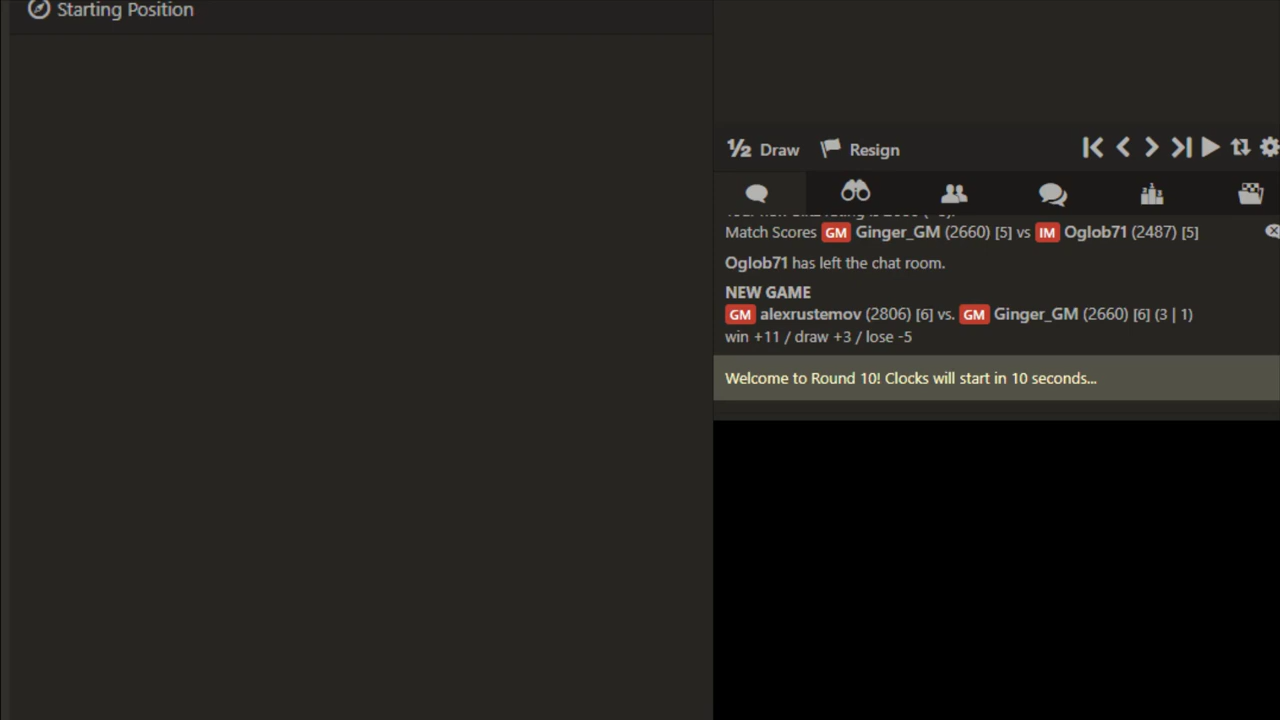 Starting Position
½ Draw Resign
Match Scores GM Ginger_GM (2660) [5] vs IM Oglob71 (2487) [5]
Oglob71 has left the chat room.
NEW GAME
GM alexrustemov (2806) [6] vs. GM Ginger_GM (2660) [6] (3 | 1)
win +11 / draw +3 / lose -5
Welcome to Round 10! Clocks will start in 10 seconds...